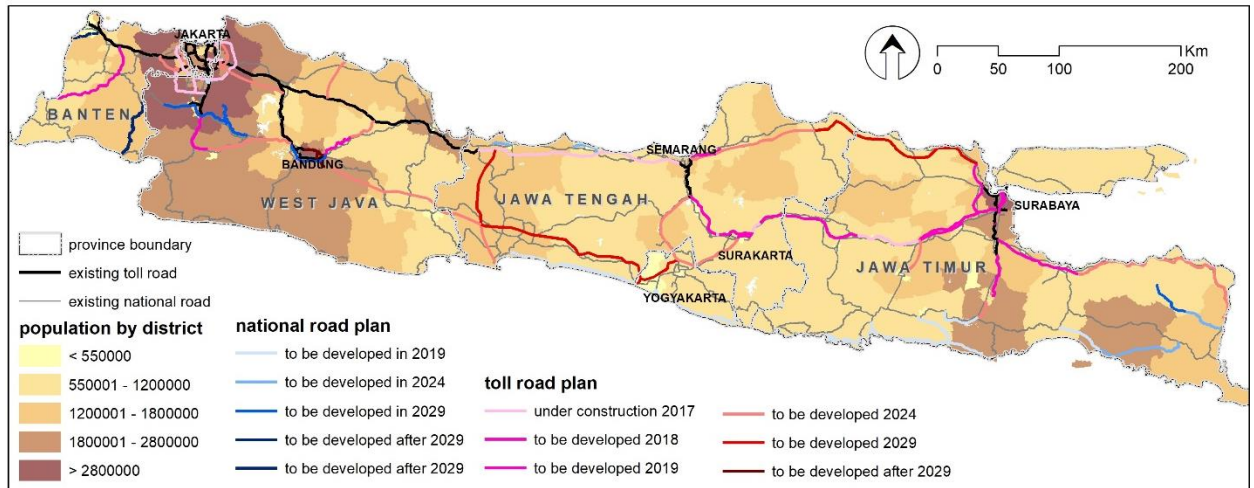 JAKARTA
BANTEN
BANDUNG
WEST JAVA
SEMARANG
JAWA TENGAH
SURAKARTA
YOGYAKARTA
SURABAYA
JAWA TIMUR
Km
0 50 100 200
province boundary
existing toll road
existing national road
population by district
< 550000
550001 - 1200000
1200001 - 1800000
1800001 - 2800000
> 2800000
national road plan
to be developed in 2019
to be developed in 2024
to be developed in 2029
to be developed after 2029
to be developed after 2029
toll road plan
under construction 2017
to be developed 2018
to be developed 2019
to be developed 2024
to be developed 2029
to be developed after 2029